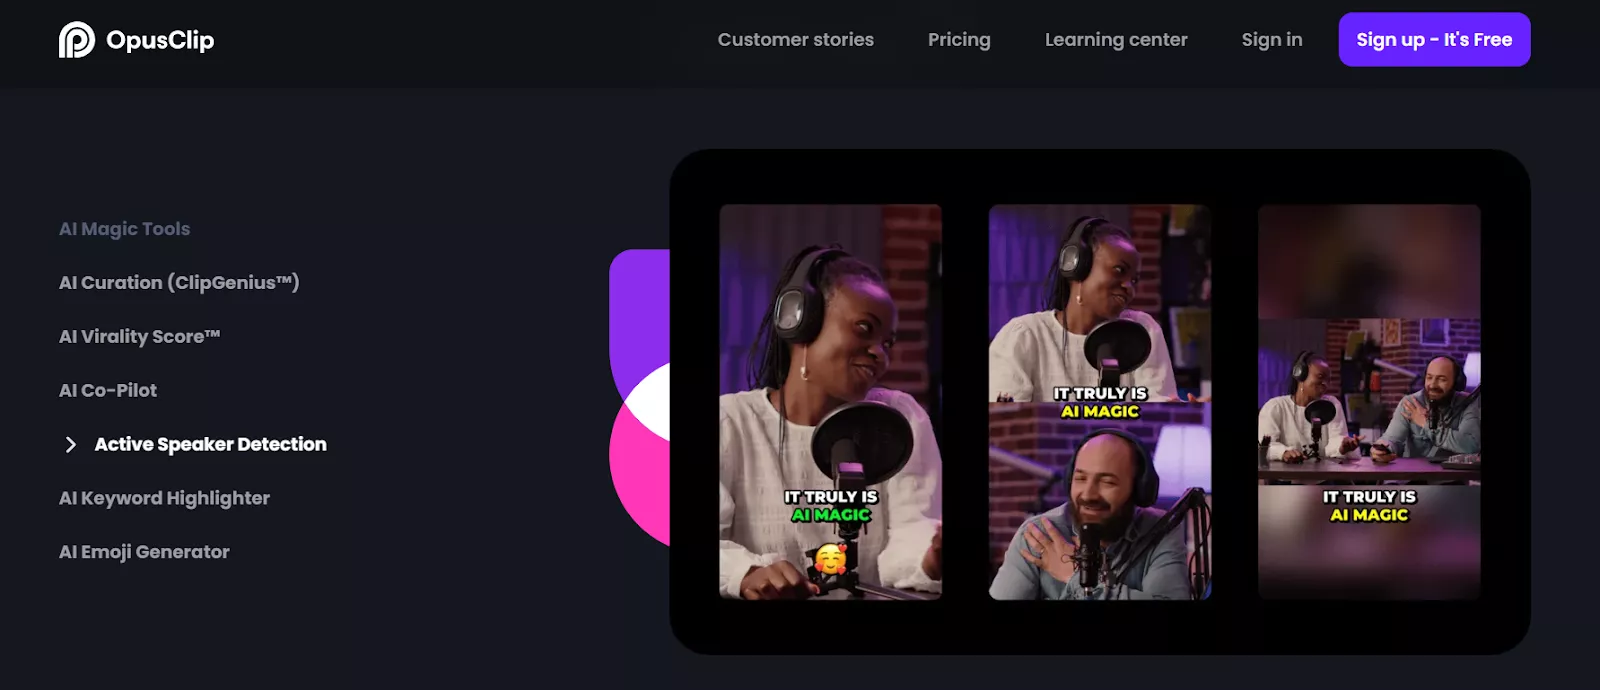 OpusClip
Customer stories
Pricing
Learning center
Sign in
Sign up - It's Free
AI Magic Tools
AI Curation (ClipGenius™)
AI Virality Score™
AI Co-Pilot
Active Speaker Detection
AI Keyword Highlighter
AI Emoji Generator
IT TRULY IS
AI MAGIC
IT TRULY IS
AI MAGIC
IT TRULY IS
AI MAGIC